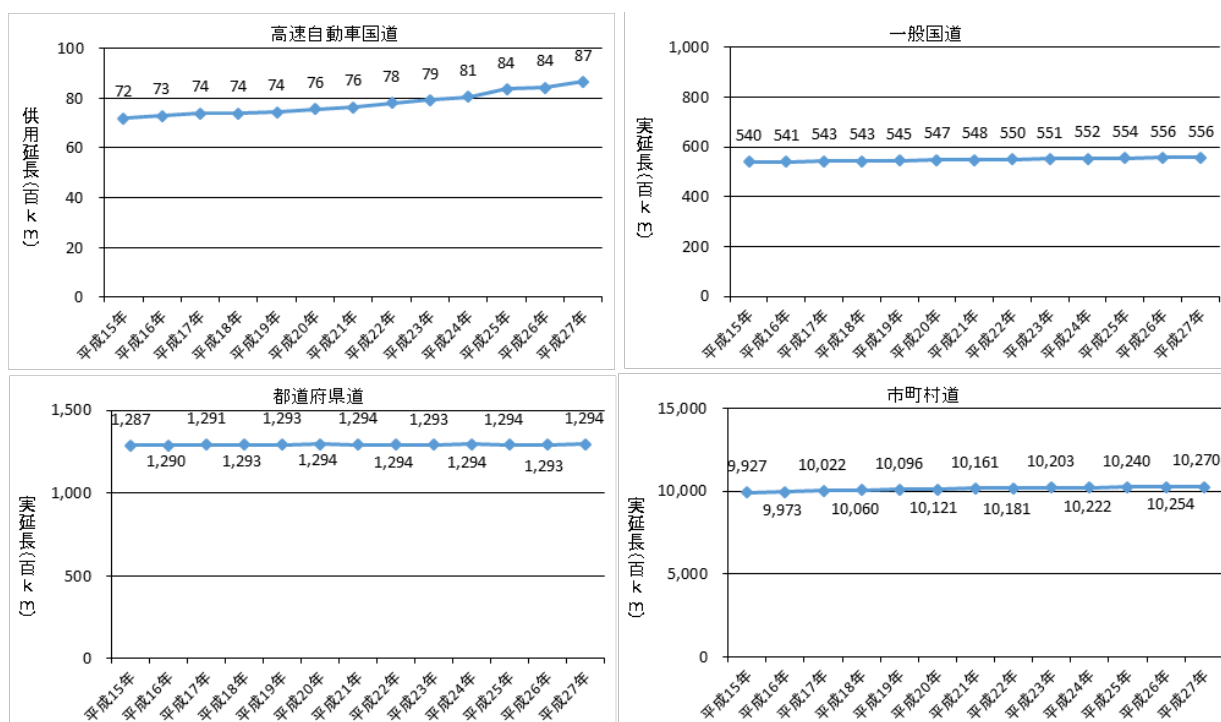 高速自動車国道
供用延長(百km)
100
80
60
40
20
0
72 73 74 74 74 76 76 78 79 81 84 84 87
平成15年 平成16年 平成17年 平成18年 平成19年 平成20年 平成21年 平成22年 平成23年 平成24年 平成25年 平成26年 平成27年
一般国道
実延長(百km)
1,000
800
600
400
200
0
540 541 543 543 545 547 548 550 551 552 554 556 556
平成15年 平成16年 平成17年 平成18年 平成19年 平成20年 平成21年 平成22年 平成23年 平成24年 平成25年 平成26年 平成27年
都道府県道
実延長(百km)
1,500
1,000
500
0
1,287 1,291 1,293 1,294 1,293 1,294 1,294
1,290 1,293 1,294 1,294 1,294 1,293
平成15年 平成16年 平成17年 平成18年 平成19年 平成20年 平成21年 平成22年 平成23年 平成24年 平成25年 平成26年 平成27年
市町村道
実延長(百km)
15,000
10,000
5,000
0
9,927 10,022 10,096 10,161 10,203 10,240 10,270
9,973 10,060 10,121 10,181 10,222 10,254
平成15年 平成16年 平成17年 平成18年 平成19年 平成20年 平成21年 平成22年 平成23年 平成24年 平成25年 平成26年 平成27年